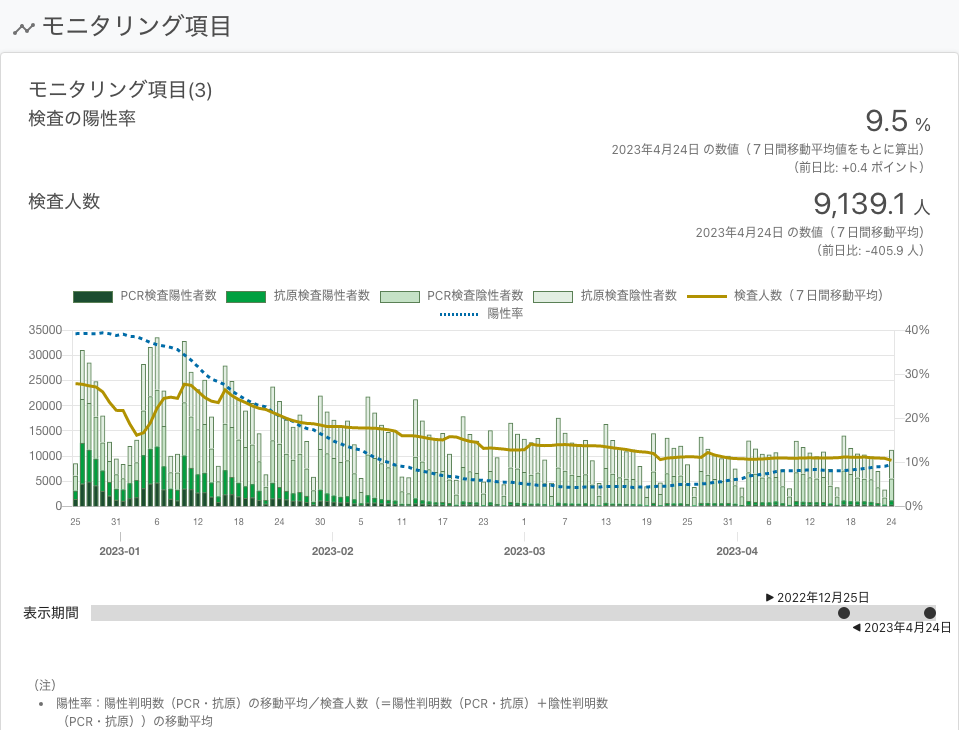 モニタリング項目
モニタリング項目(3)
検査の陽性率
9.5 %
2023年4月24日 の数値（７日間移動平均値をもとに算出）
（前日比: +0.4 ポイント）
検査人数
9,139.1 人
2023年4月24日 の数値（７日間移動平均）
（前日比: -405.9 人）
PCR検査陽性者数 抗原検査陽性者数 PCR検査陰性者数 抗原検査陰性者数 検査人数（７日間移動平均）
陽性率
35000 40%
30000
25000 30%
20000
15000 20%
10000 10%
5000
0 0%
25 31 6 12 18 24 30 5 11 17 23 1 7 13 19 25 31 6 12 18 24
2023-01 2023-02 2023-03 2023-04
▶ 2022年12月25日
表示期間
◀ 2023年4月24日
（注）
• 陽性率：陽性判明数（PCR・抗原）の移動平均／検査人数（＝陽性判明数（PCR・抗原）＋陰性判明数
（PCR・抗原））の移動平均